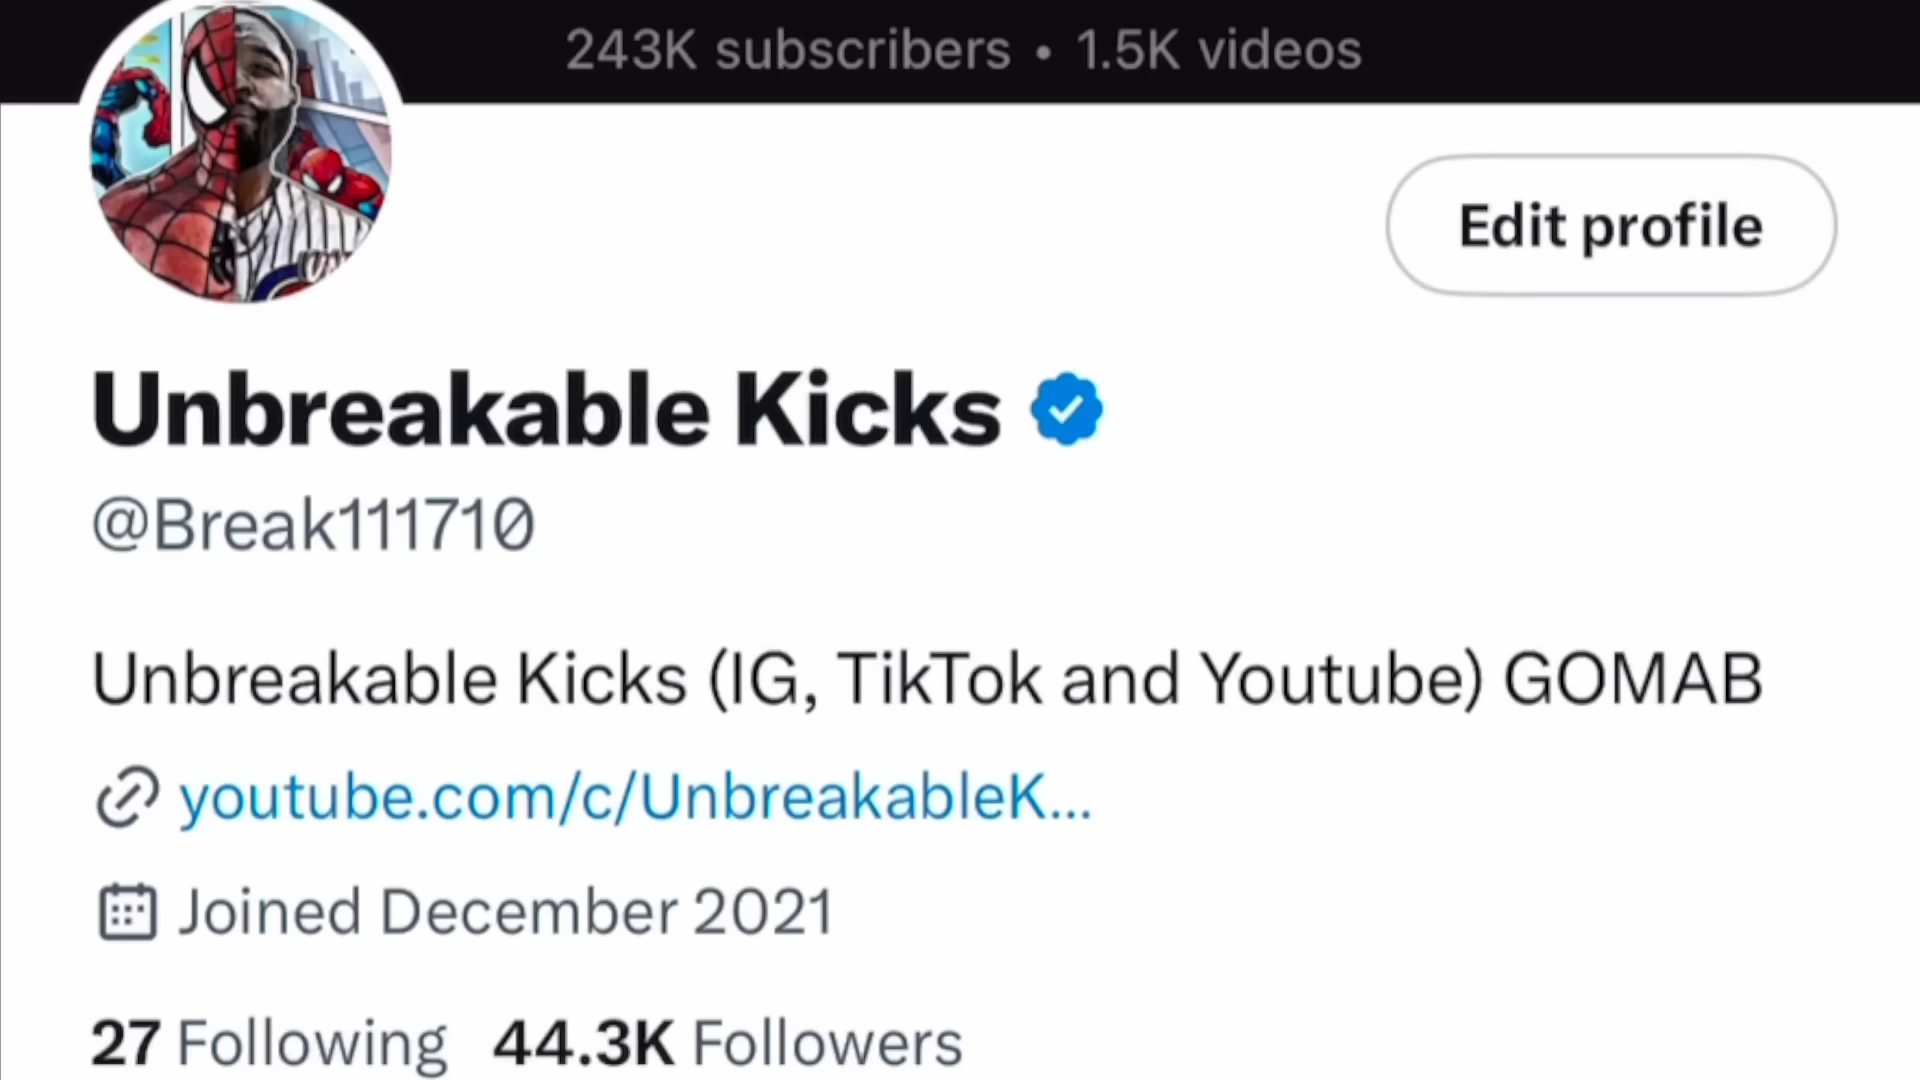 243K subscribers • 1.5K videos
Edit profile
Unbreakable Kicks
@Break111710
Unbreakable Kicks (IG, TikTok and Youtube) GOMAB
youtube.com/c/UnbreakableK...
Joined December 2021
27 Following 44.3K Followers